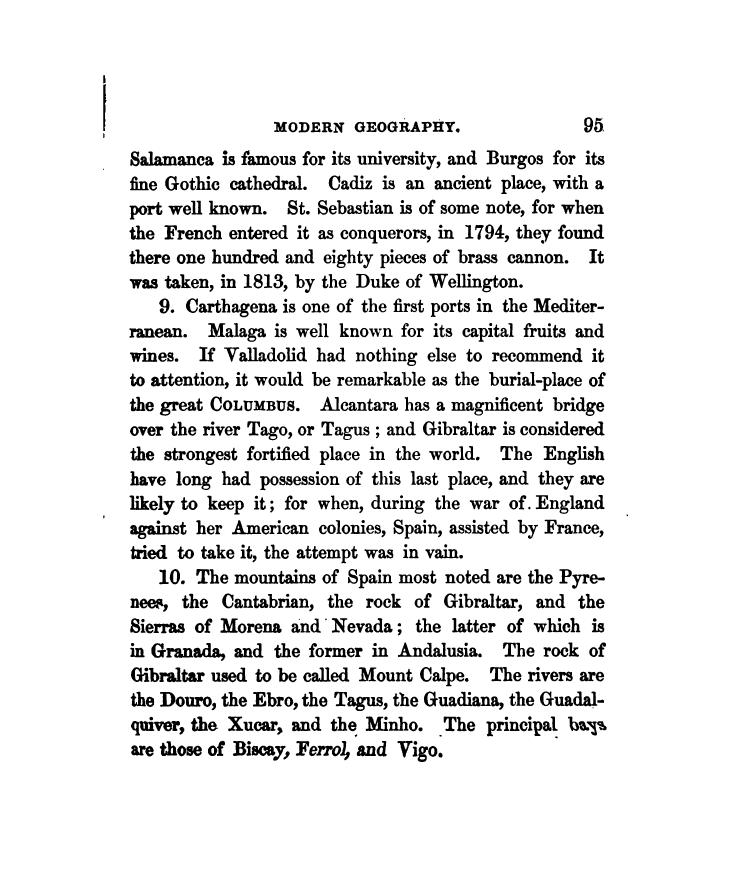 MODERN GEOGRAPHY. 95
Salamanca is famous for its university, and Burgos for its
fine Gothic cathedral. Cadiz is an ancient place, with a
port well known. St. Sebastian is of some note, for when
the French entered it as conquerors, in 1794, they found
there one hundred and eighty pieces of brass cannon. It
was taken, in 1813, by the Duke of Wellington.
9. Carthagena is one of the first ports in the Mediter-
ranean. Malaga is well known for its capital fruits and
wines. If Valladolid had nothing else to recommend it
to attention, it would be remarkable as the burial-place of
the great COLUMBUS. Alcantara has a magnificent bridge
over the river Tago, or Tagus ; and Gibraltar is considered
the strongest fortified place in the world. The English
have long had possession of this last place, and they are
likely to keep it ; for when, during the war of England
against her American colonies, Spain, assisted by France,
tried to take it, the attempt was in vain.
10. The mountains of Spain most noted are the Pyre-
nees, the Cantabrian, the rock of Gibraltar, and the
Sierras of Morena and Nevada ; the latter of which is
in Granada, and the former in Andalusia. The rock of
Gibraltar used to be called Mount Calpe. The rivers are
the Douro, the Ebro, the Tagus, the Guadiana, the Guadal-
quiver, the Xucar, and the Minho. The principal bays
are those of Biscay, Ferrol, and Vigo.